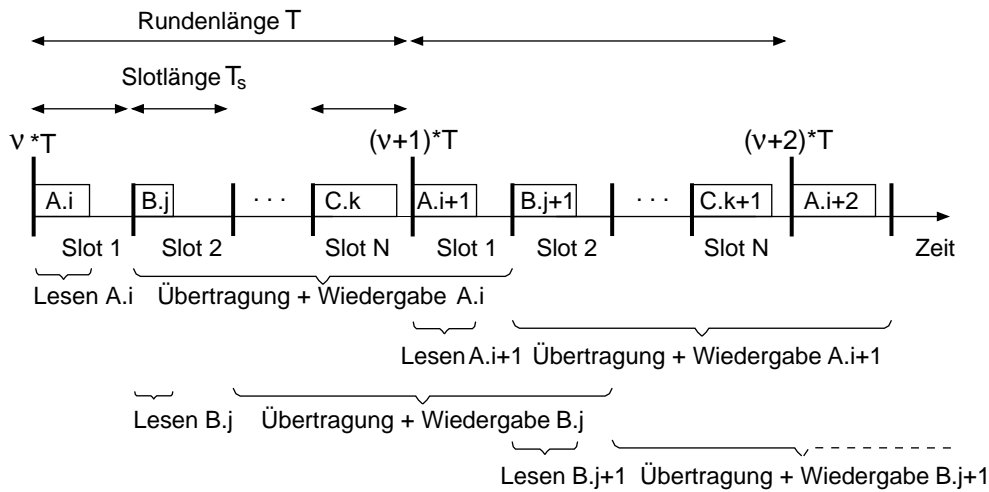 Rundenlänge T
Slotlänge Ts
ν *T (ν+1)*T (ν+2)*T
A.i B.j . . . C.k A.i+1 B.j+1 . . . C.k+1 A.i+2
Slot 1 Slot 2 Slot N Slot 1 Slot 2 Slot N Zeit
Lesen A.i Übertragung + Wiedergabe A.i
Lesen A.i+1 Übertragung + Wiedergabe A.i+1
Lesen B.j Übertragung + Wiedergabe B.j
Lesen B.j+1 Übertragung + Wiedergabe B.j+1